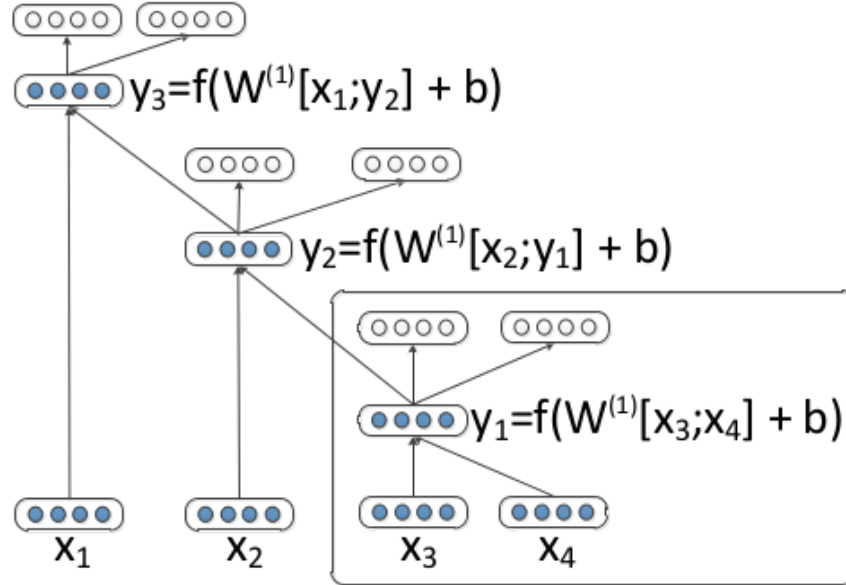 y₃=f(W⁽¹⁾[x₁;y₂] + b)
y₂=f(W⁽¹⁾[x₂;y₁] + b)
y₁=f(W⁽¹⁾[x₃;x₄] + b)
x₁ x₂ x₃ x₄